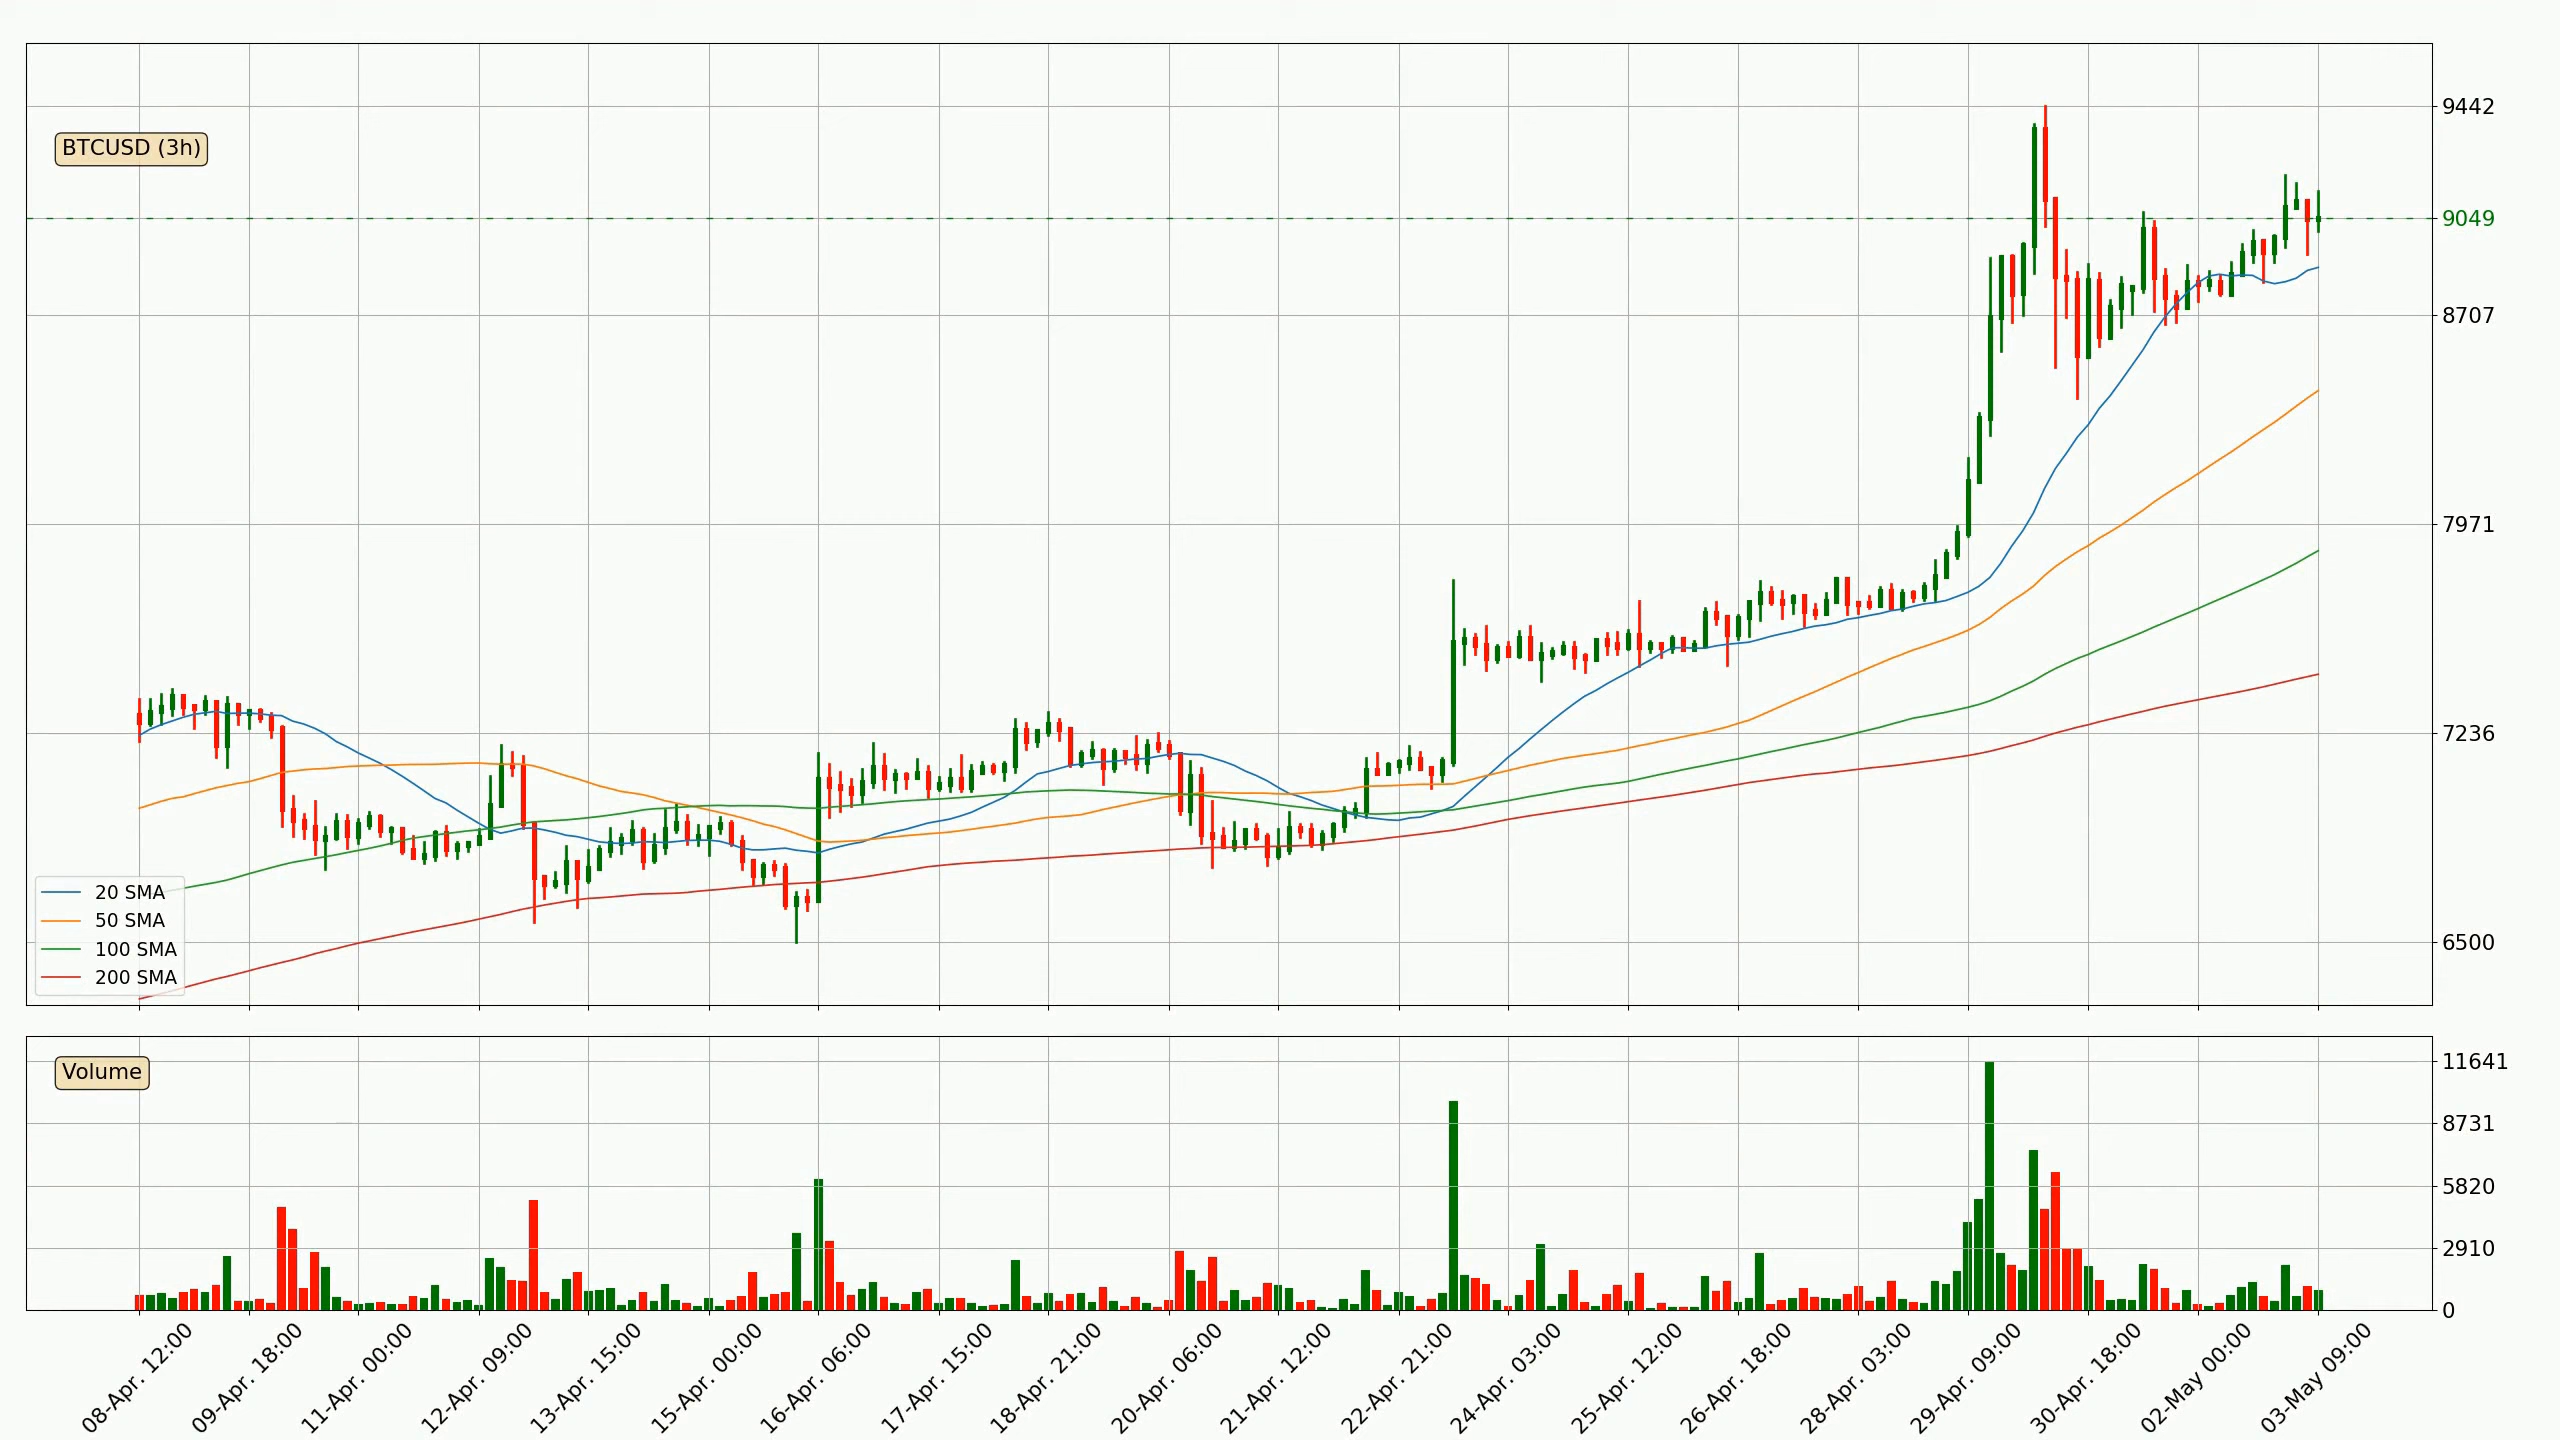 BTCUSD (3h)
9442
9049
8707
7971
7236
6500
20 SMA
50 SMA
100 SMA
200 SMA
Volume
11641
8731
5820
2910
0
08-Apr. 12:00
09-Apr. 18:00
11-Apr. 00:00
12-Apr. 09:00
13-Apr. 15:00
15-Apr. 00:00
16-Apr. 06:00
17-Apr. 15:00
18-Apr. 21:00
20-Apr. 06:00
21-Apr. 12:00
22-Apr. 21:00
24-Apr. 03:00
25-Apr. 12:00
26-Apr. 18:00
28-Apr. 03:00
29-Apr. 09:00
30-Apr. 18:00
02-May 00:00
03-May 09:00